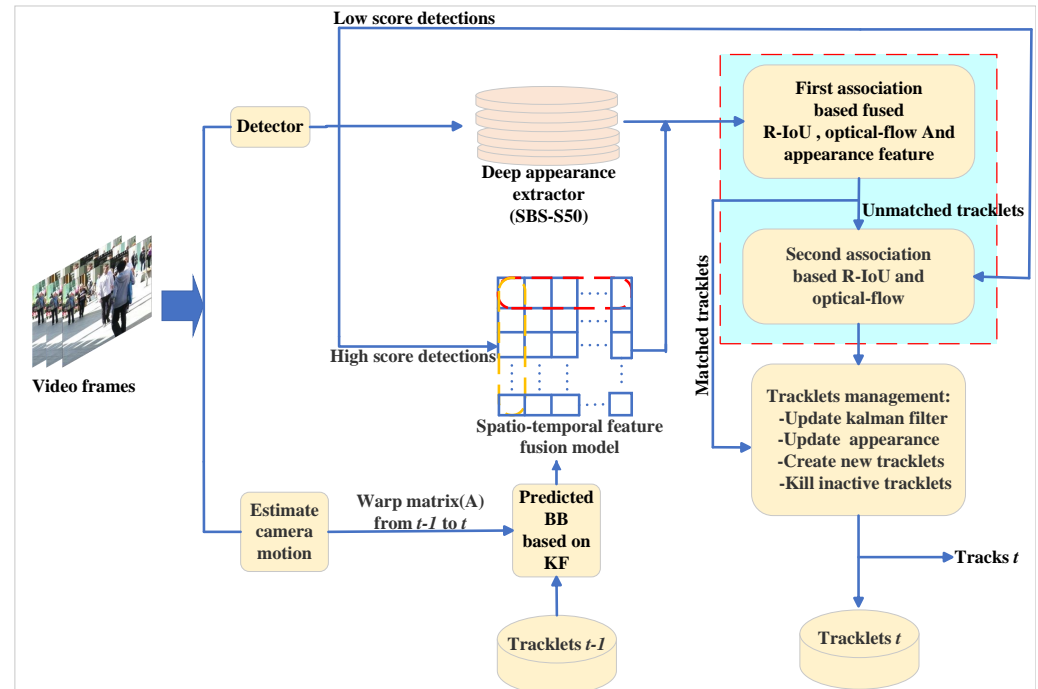 Low score detections
Detector
Deep appearance
extractor
(SBS-S50)
First association
based fused
R-IoU , optical-flow And
appearance feature
Unmatched tracklets
Second association
based R-IoU and
optical-flow
Matched tracklets
High score detections
Video frames
Spatio-temporal feature
fusion model
Tracklets management:
-Update kalman filter
-Update appearance
-Create new tracklets
-Kill inactive tracklets
Estimate
camera
motion
Warp matrix(A)
from t-1 to t
Predicted
BB
based on
KF
Tracks t
Tracklets t-1
Tracklets t